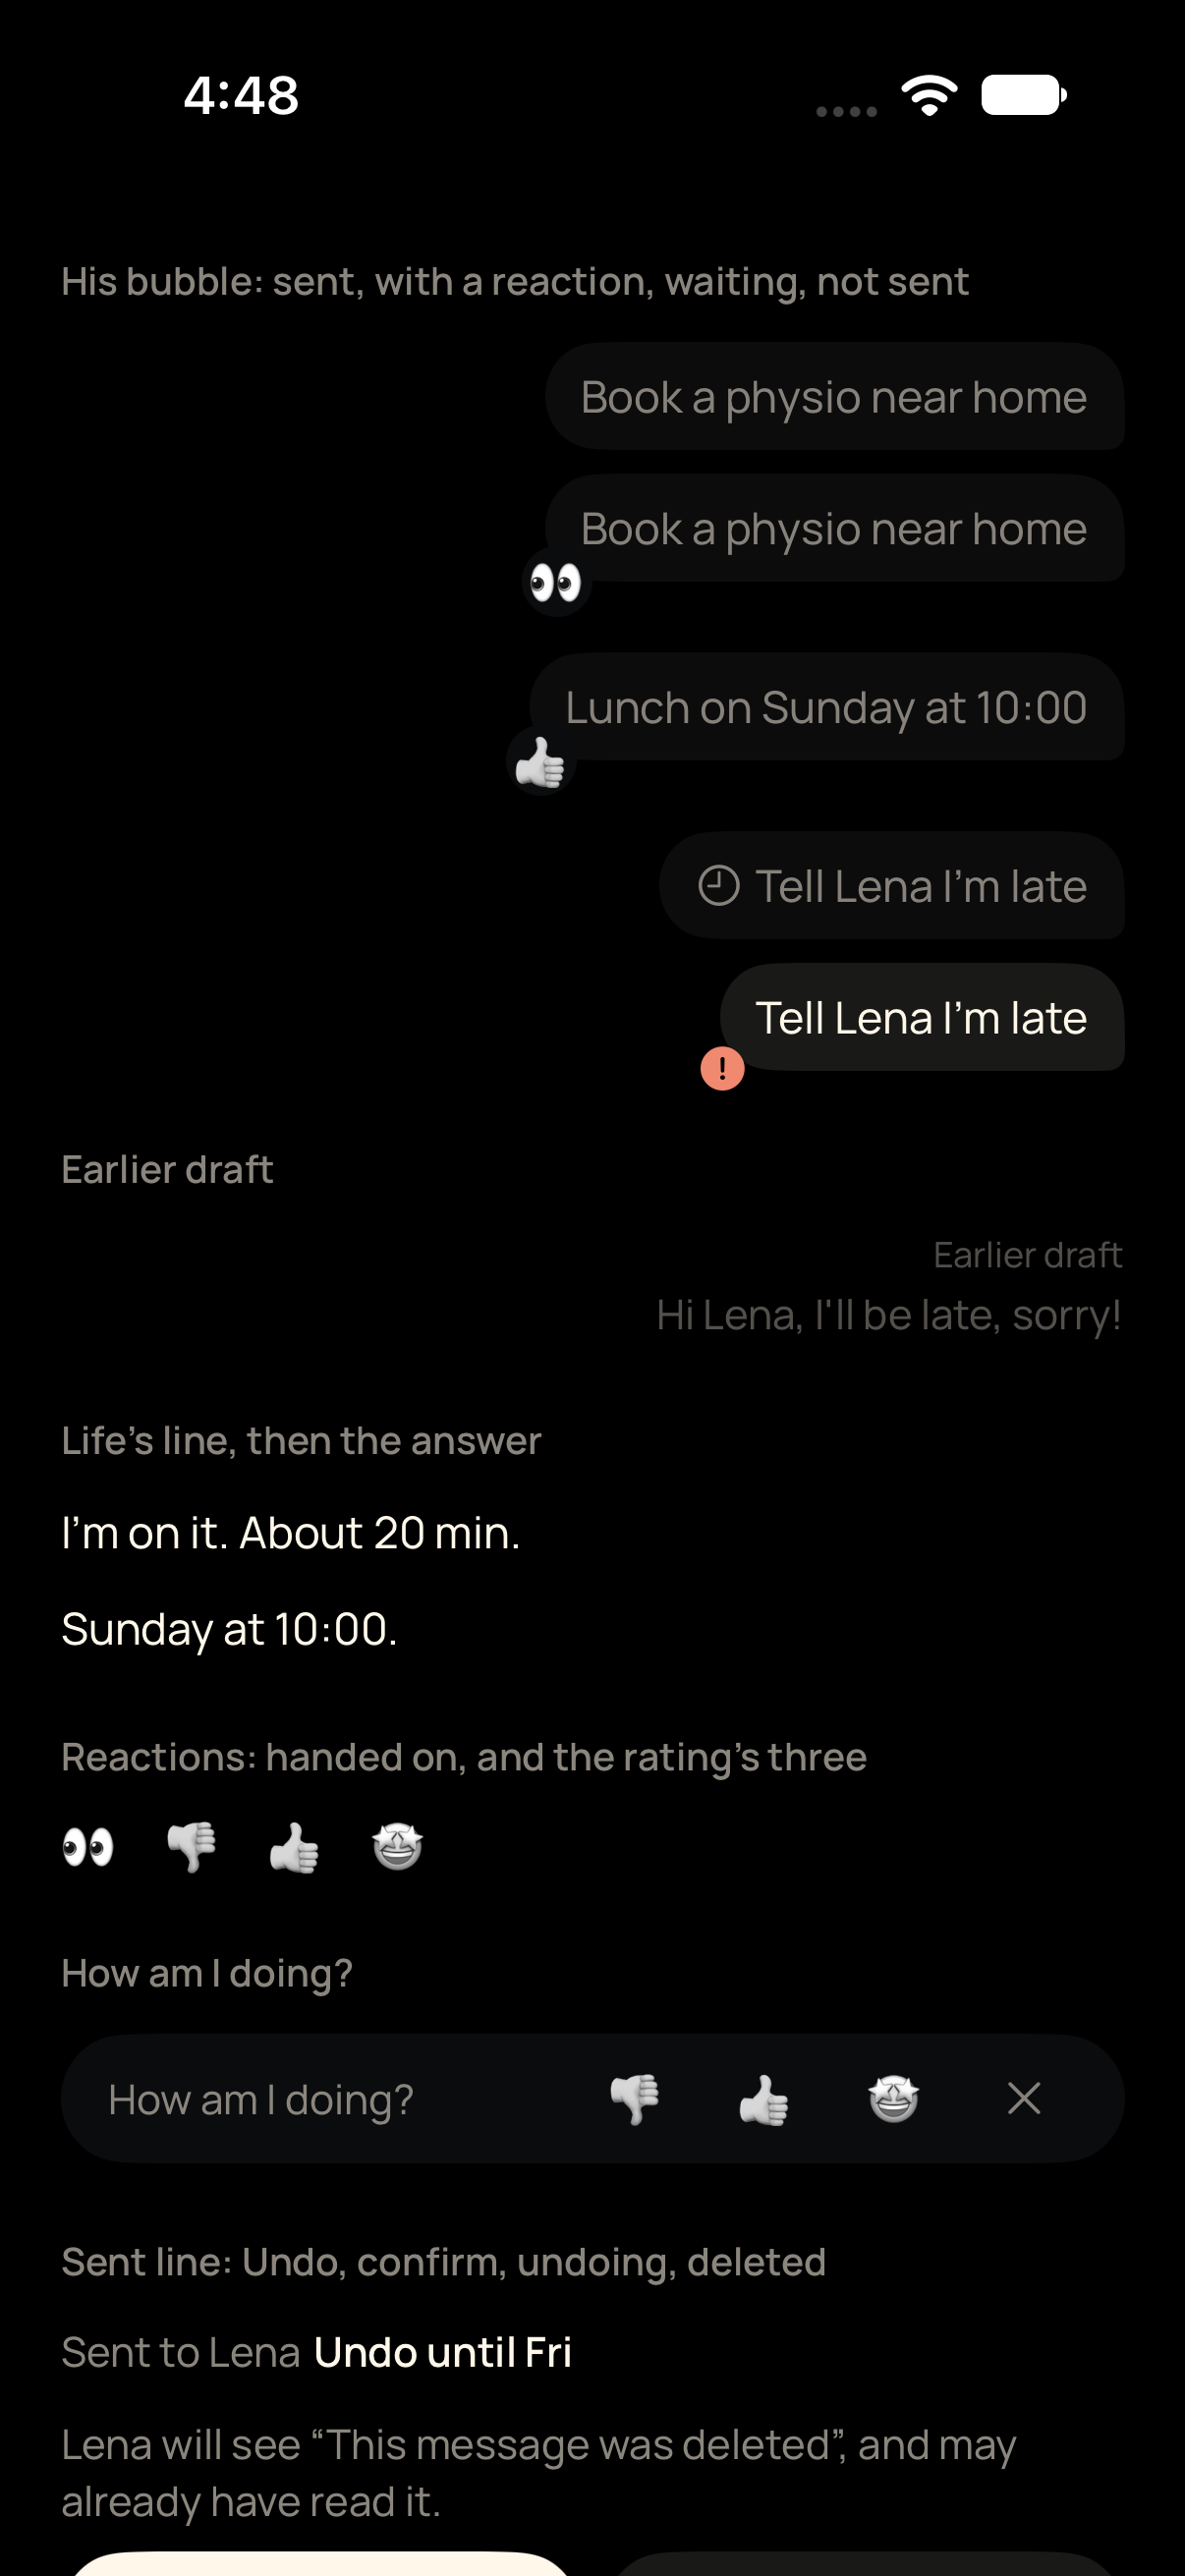 4:48
His bubble: sent, with a reaction, waiting, not sent
Book a physio near home
Book a physio near home
Lunch on Sunday at 10:00
Tell Lena I’m late
Tell Lena I’m late
!
Earlier draft
Earlier draft
Hi Lena, I'll be late, sorry!
Life’s line, then the answer
I’m on it. About 20 min.
Sunday at 10:00.
Reactions: handed on, and the rating’s three
How am I doing?
How am I doing?
Sent line: Undo, confirm, undoing, deleted
Sent to Lena Undo until Fri
Lena will see “This message was deleted”, and may
already have read it.